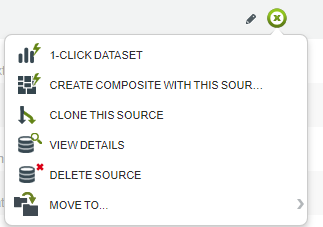 1-CLICK DATASET
CREATE COMPOSITE WITH THIS SOUR...
CLONE THIS SOURCE
VIEW DETAILS
DELETE SOURCE
MOVE TO...